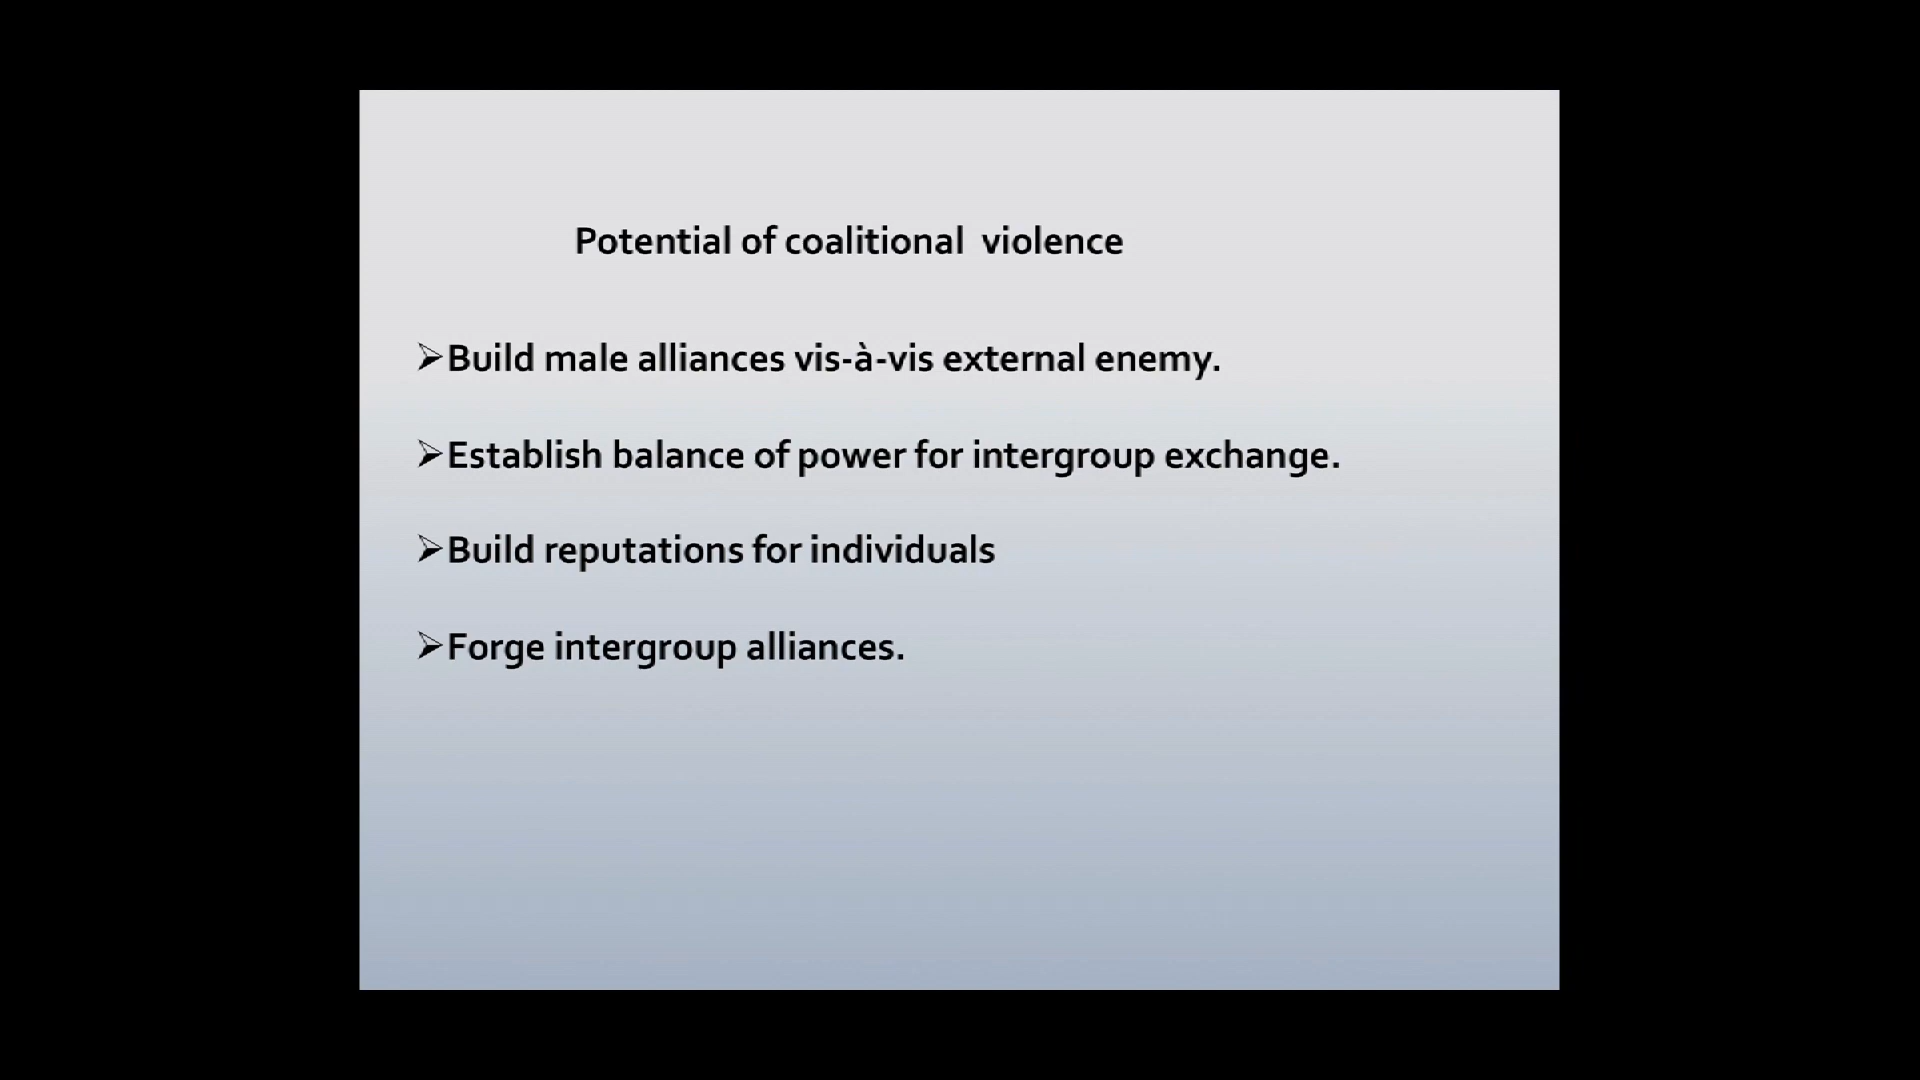 Potential of coalitional  violence
➢Build male alliances vis-à-vis external enemy.
➢Establish balance of power for intergroup exchange.
➢Build reputations for individuals
➢Forge intergroup alliances.